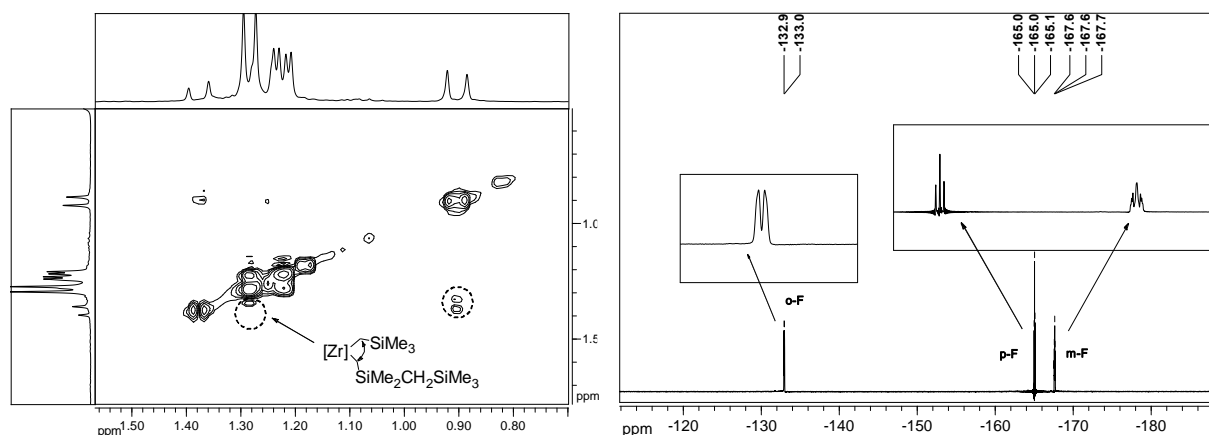 1.0
1.5
ppm
ppm
1.50
1.40
1.30
1.20
1.10
1.00
0.90
0.80
[Zr]
SiMe3
SiMe2CH2SiMe3
-132.9
-133.0
-165.0
-165.0
-165.1
-167.6
-167.6
-167.7
o-F
p-F
m-F
ppm
-120
-130
-140
-150
-160
-170
-180